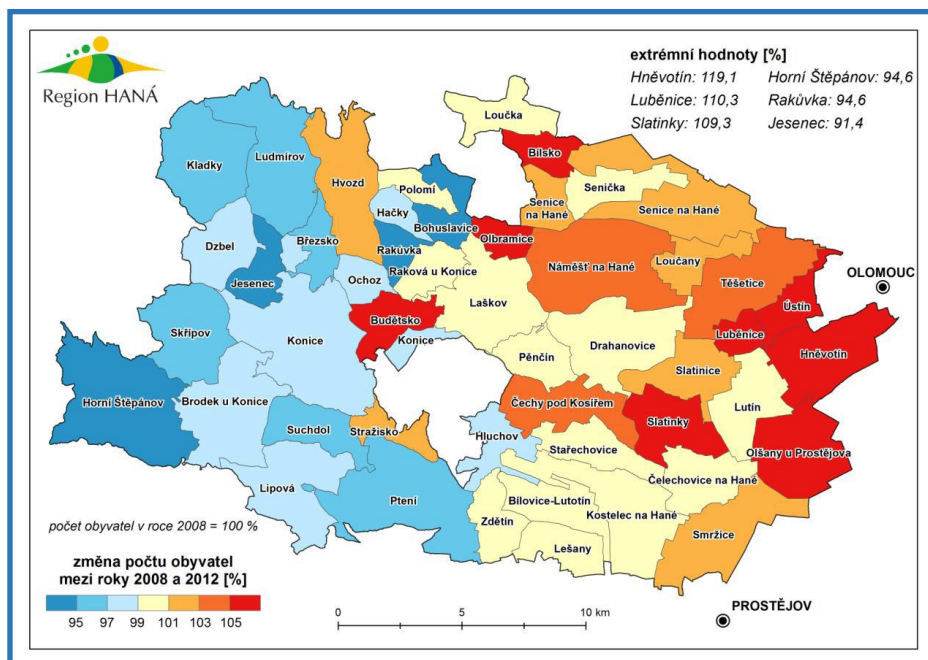 Region HANÁ
extrémní hodnoty [%]
Hněvotín: 119,1 Horní Štěpánov: 94,6
Luběnice: 110,3 Rakůvka: 94,6
Slatinky: 109,3 Jesenec: 91,4
Loučka
Kladky
Ludmírov
Hvozd
Bílsko
Polomí
Senička
Senice
na Hané
Senice na Hané
Hačky
Bohuslavice
Dzbel
Březsko
Rakůvka
Olbramice
Jesenec
Ochoz
Raková u Konice
Náměšť na Hané
Loučany
Těšetice
OLOMOUC
Ústín
Laškov
Skřípov
Budětsko
Konice
Konice
Luběnice
Drahanovice
Pěnčín
Hněvotín
Slatinice
Horní Štěpánov
Brodek u Konice
Čechy pod Kosířem
Lutín
Suchdol
Stražisko
Slatinky
Hluchov
Stařechovice
Olšany u Prostějova
Čelechovice na Hané
Lipová
Ptení
Bílovice-Lutotín
Kostelec na Hané
Zdětín
Smržice
Lešany
počet obyvatel v roce 2008 = 100 %
změna počtu obyvatel
mezi roky 2008 a 2012 [%]
95 97 99 101 103 105
0 5 10 km
PROSTĚJOV